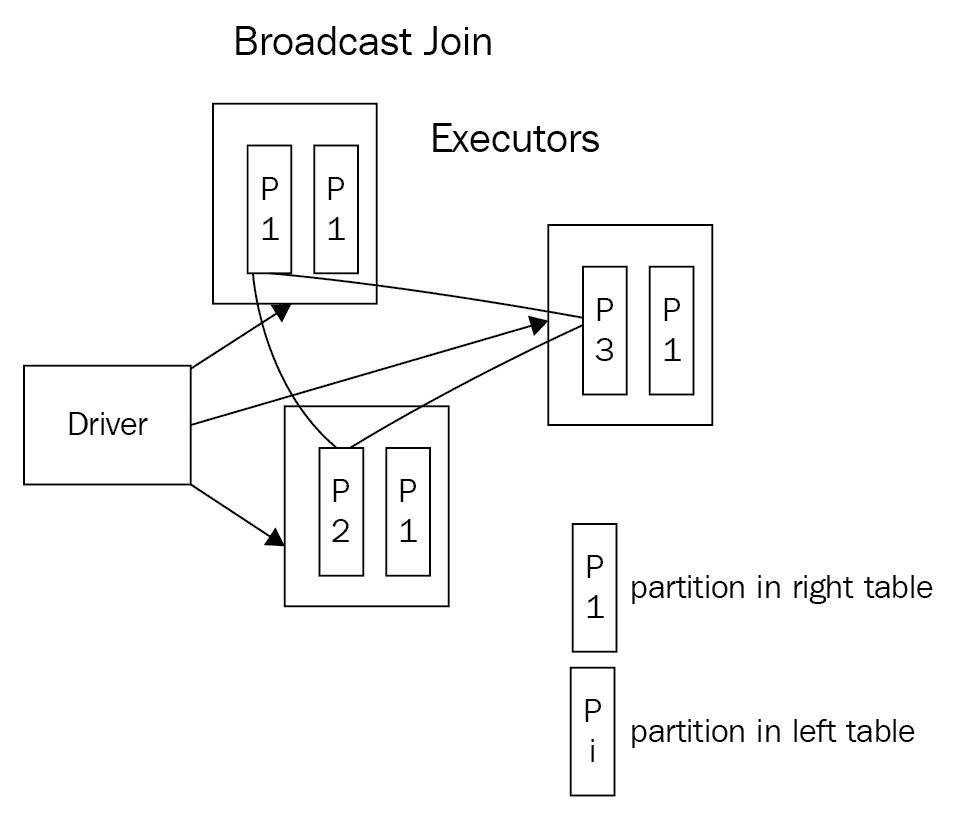 Broadcast Join
Executors
P
1
P
1
P
3
P
1
Driver
P
2
P
1
P
1
partition in right table
P
i
partition in left table